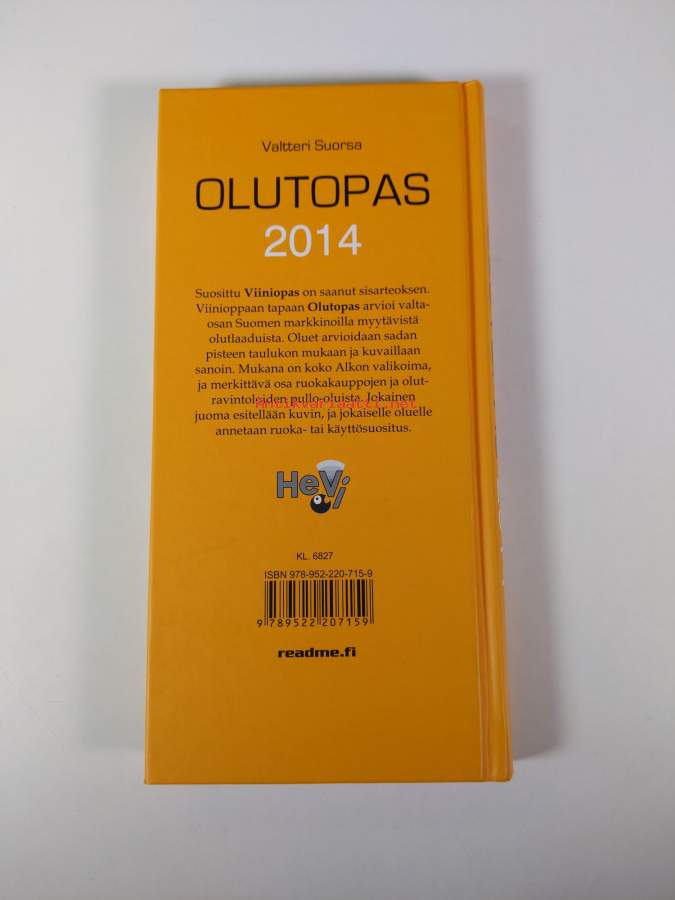 Valtteri Suorsa
OLUTOPAS
2014
Suosittu Viiniopas on saanut sisarteoksen.
Viinioppaan tapaan Olutopas arvioi valta-
osan Suomen markkinoilla myytävistä
olutlaaduista. Oluet arvioidaan sadan
pisteen taulukon mukaan ja kuvaillaan
sanoin. Mukana on koko Alkon valikoima,
ja merkittävä osa ruokakauppojen ja olut-
ravintoloiden pullo-oluista. Jokainen
Antikvariaatti.net
juoma esitellään kuvin, ja jokaiselle oluelle
annetaan ruoka- tai käyttösuositus.
HeVi
KL. 6827
ISBN 978-952-220-715-9
9 789522 207159
readme.fi